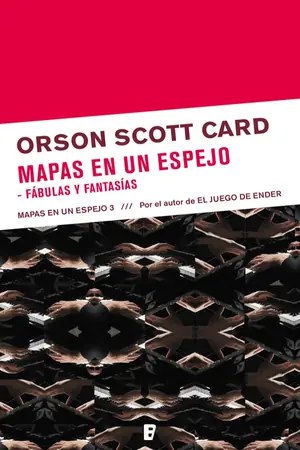 ORSON SCOTT CARD
MAPAS EN UN ESPEJO
- FÁBULAS Y FANTASÍAS
MAPAS EN UN ESPEJO 3 /// Por el autor de EL JUEGO DE ENDER
B